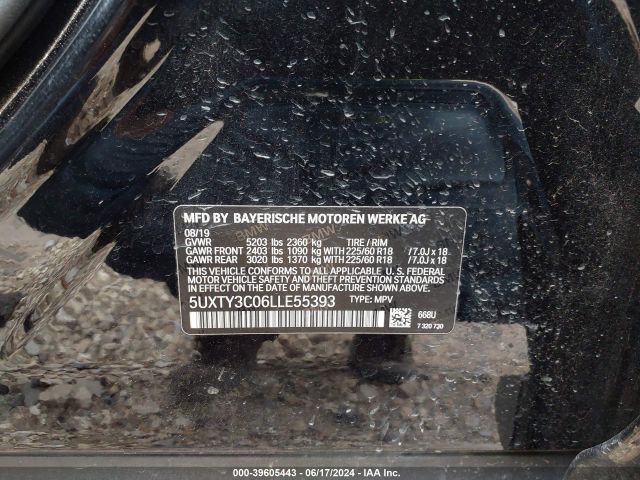 MFD BY BAYERISCHE MOTOREN WERKE AG
08/19
GVWR 5203 lbs 2360 kg TIRE / RIM
GAWR FRONT 2403 lbs 1090 kg WITH 225/60 R18 /7.0J x 18
GAWR REAR 3020 lbs 1370 kg WITH 225/60 R18 /7.0J x 18
THIS VEHICLE CONFORMS TO ALL APPLICABLE U. S. FEDERAL
MOTOR VEHICLE SAFETY, BUMPER, AND THEFT PREVENTION
STANDARDS IN EFFECT ON THE DATE OF MANUFACTURE SHOWN ABOVE.
5UXTY3C06LLE55393 TYPE: MPV
668U
7 320 730
000-39605443 - 06/17/2024 - IAA Inc.